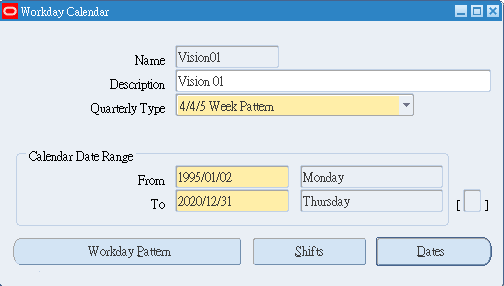 Workday Calendar
Name Vision01
Description Vision 01
Quarterly Type 4/4/5 Week Pattern
Calendar Date Range
From 1995/01/02 Monday
To 2020/12/31 Thursday [ ]
Workday Pattern Shifts Dates